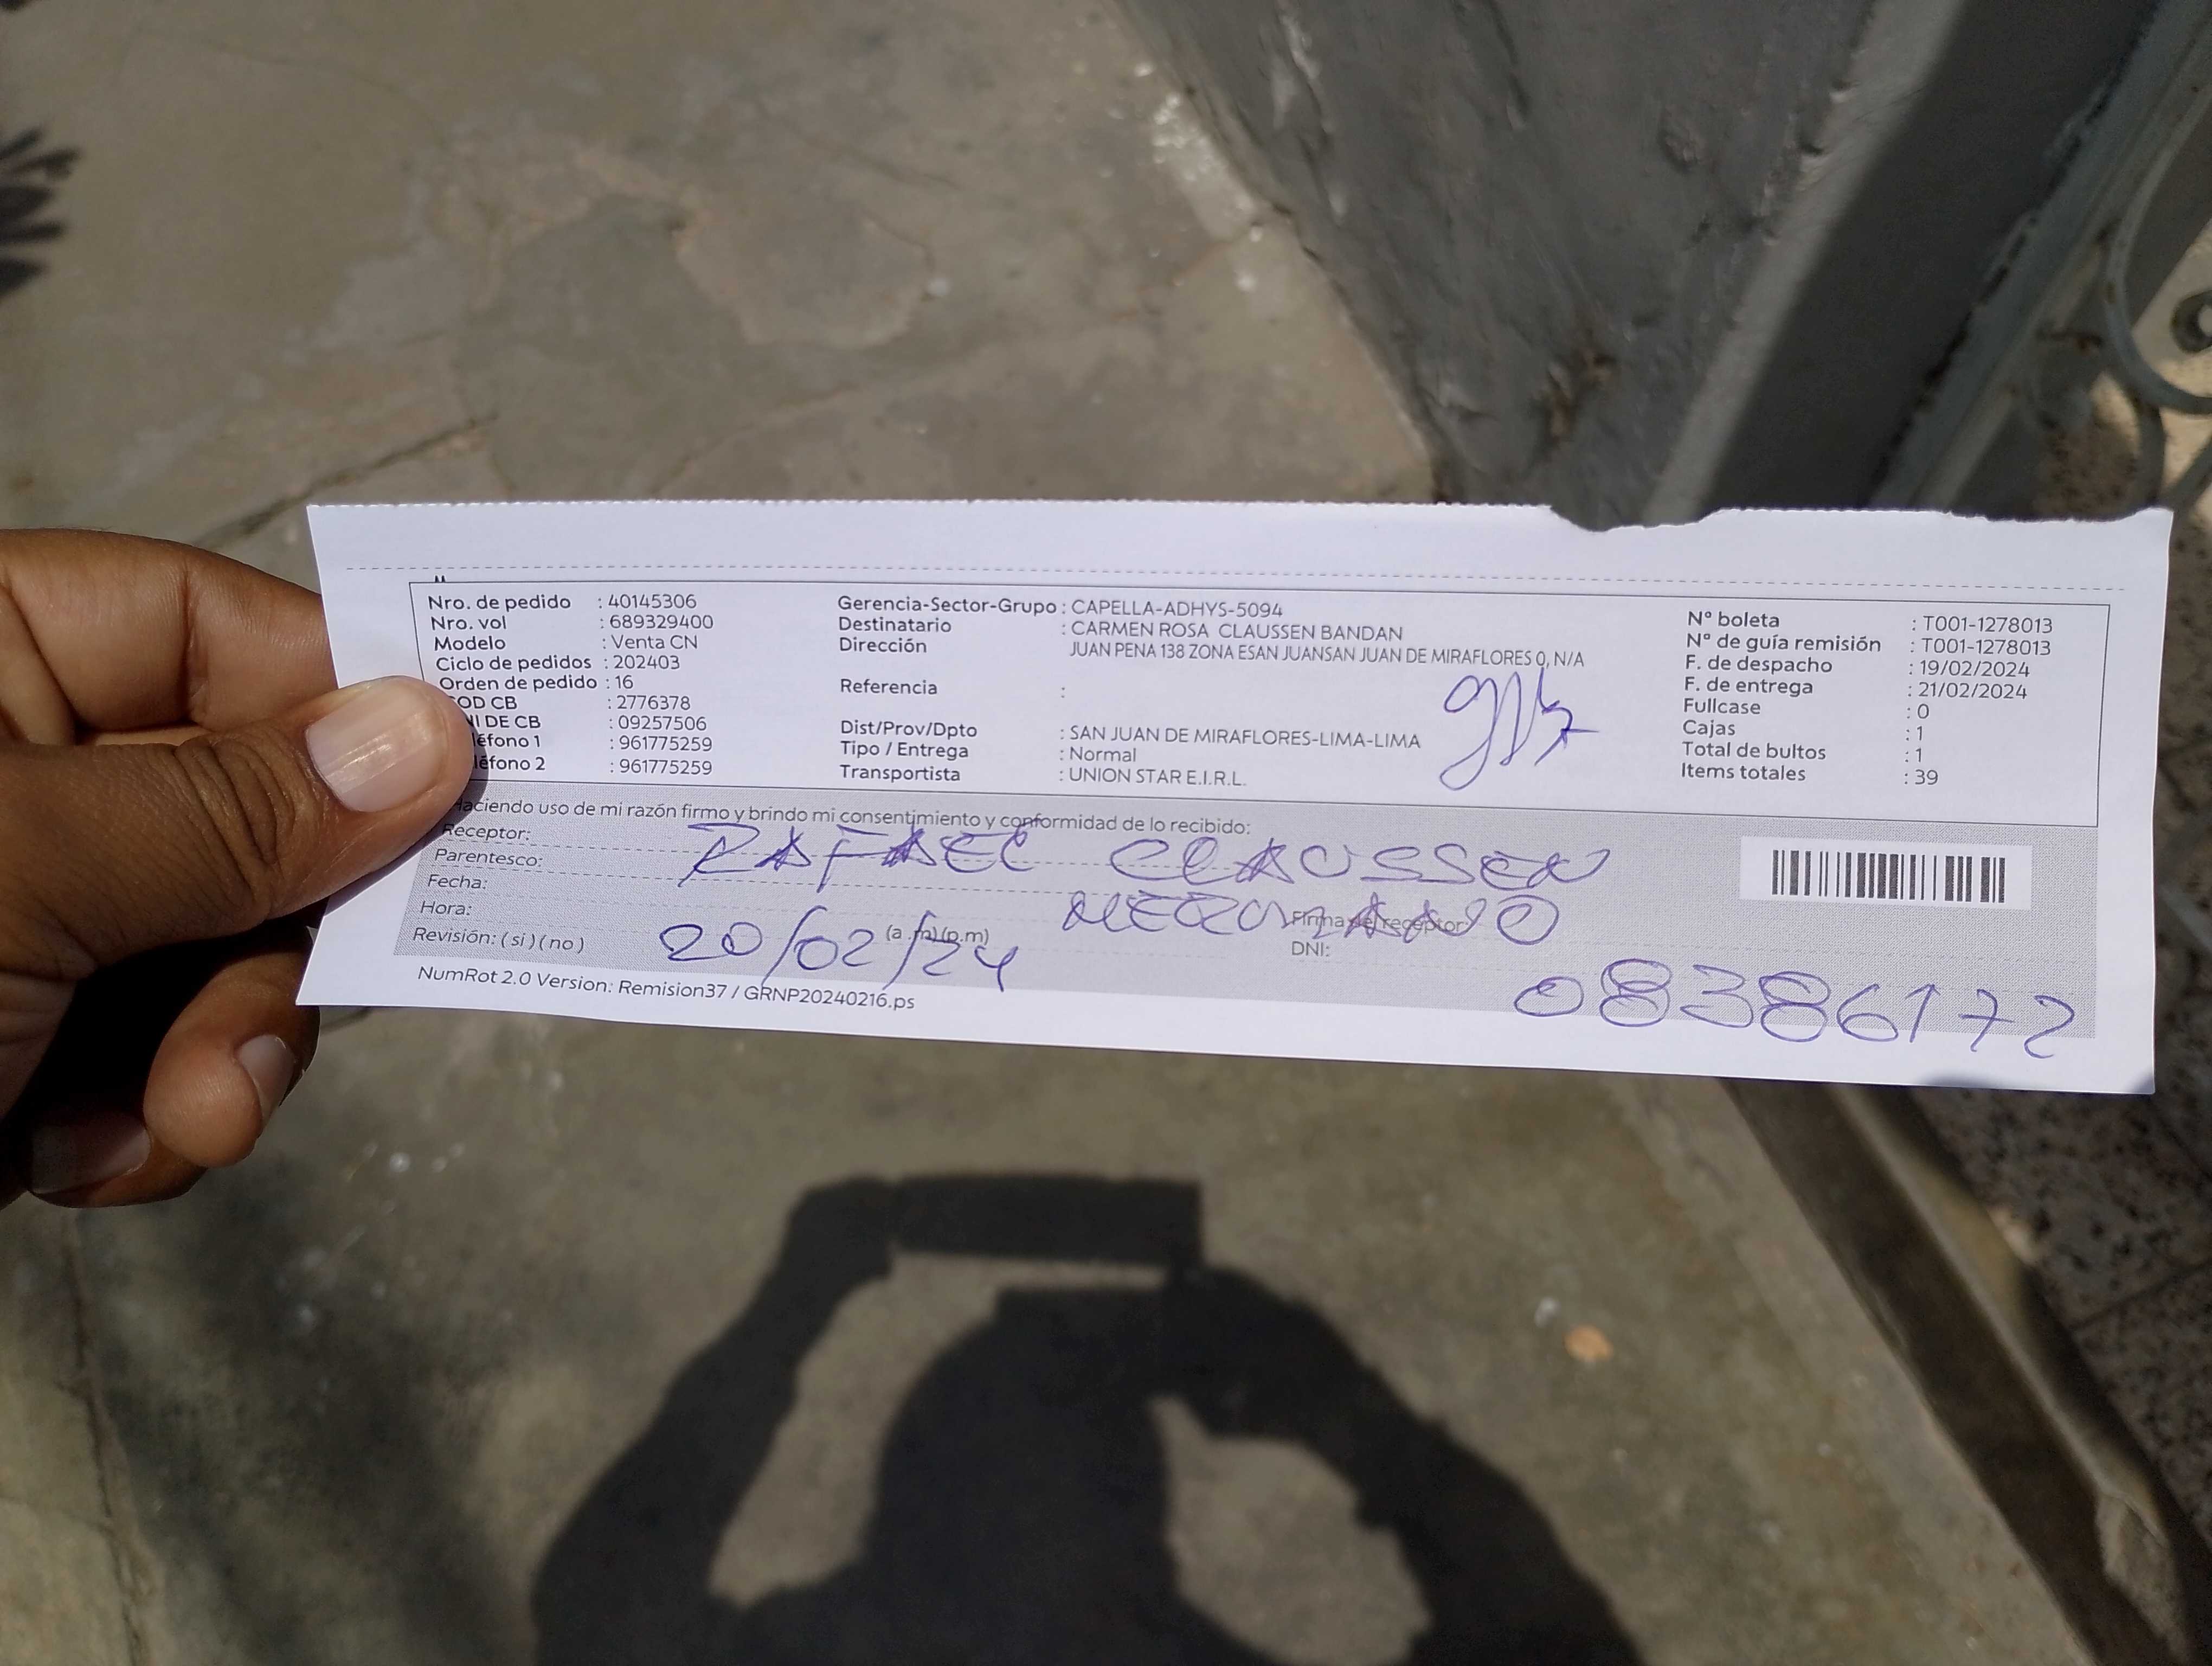 Nro. de pedido : 40145306
Nro. vol : 689329400
Modelo : Venta CN
Ciclo de pedidos : 202403
Orden de pedido : 16
OD CB : 2776378
NI DE CB : 09257506
éfono 1 : 961775259
léfono 2 : 961775259
Gerencia-Sector-Grupo : CAPELLA-ADHYS-5094
Destinatario : CARMEN ROSA CLAUSSEN BANDAN
Dirección JUAN PENA 138 ZONA ESAN JUANSAN JUAN DE MIRAFLORES 0, N/A
Referencia :
Dist/Prov/Dpto : SAN JUAN DE MIRAFLORES-LIMA-LIMA
Tipo / Entrega : Normal
Transportista : UNION STAR E.I.R.L.
N° boleta : T001-1278013
N° de guía remisión : T001-1278013
F. de despacho : 19/02/2024
F. de entrega : 21/02/2024
Fullcase : 0
Cajas : 1
Total de bultos : 1
Items totales : 39
Haciendo uso de mi razón firmo y brindo mi consentimiento y conformidad de lo recibido:
Receptor: RAFAEL CLAUSSEN
Parentesco: HERMANO
Fecha: 20/02/24
Hora: (a.m)(p.m)
Revisión: (si)(no)
Firma del receptor
DNI: 08386172
NumRot 2.0 Version: Remision37 / GRNP20240216.ps